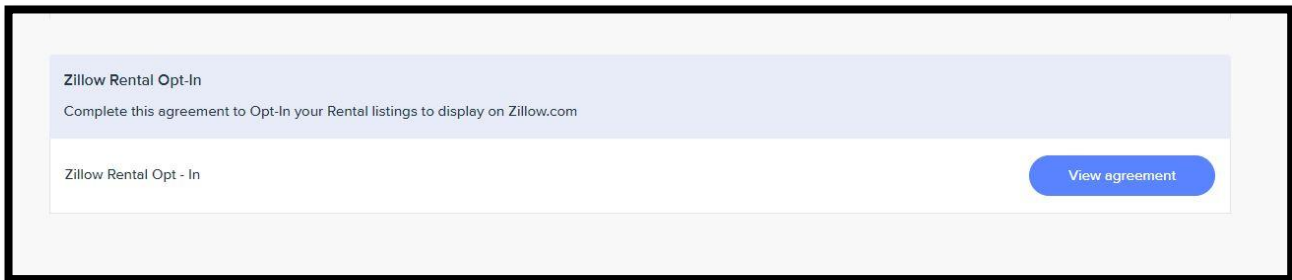 Zillow Rental Opt-In
Complete this agreement to Opt-In your Rental listings to display on Zillow.com
Zillow Rental Opt - In
View agreement